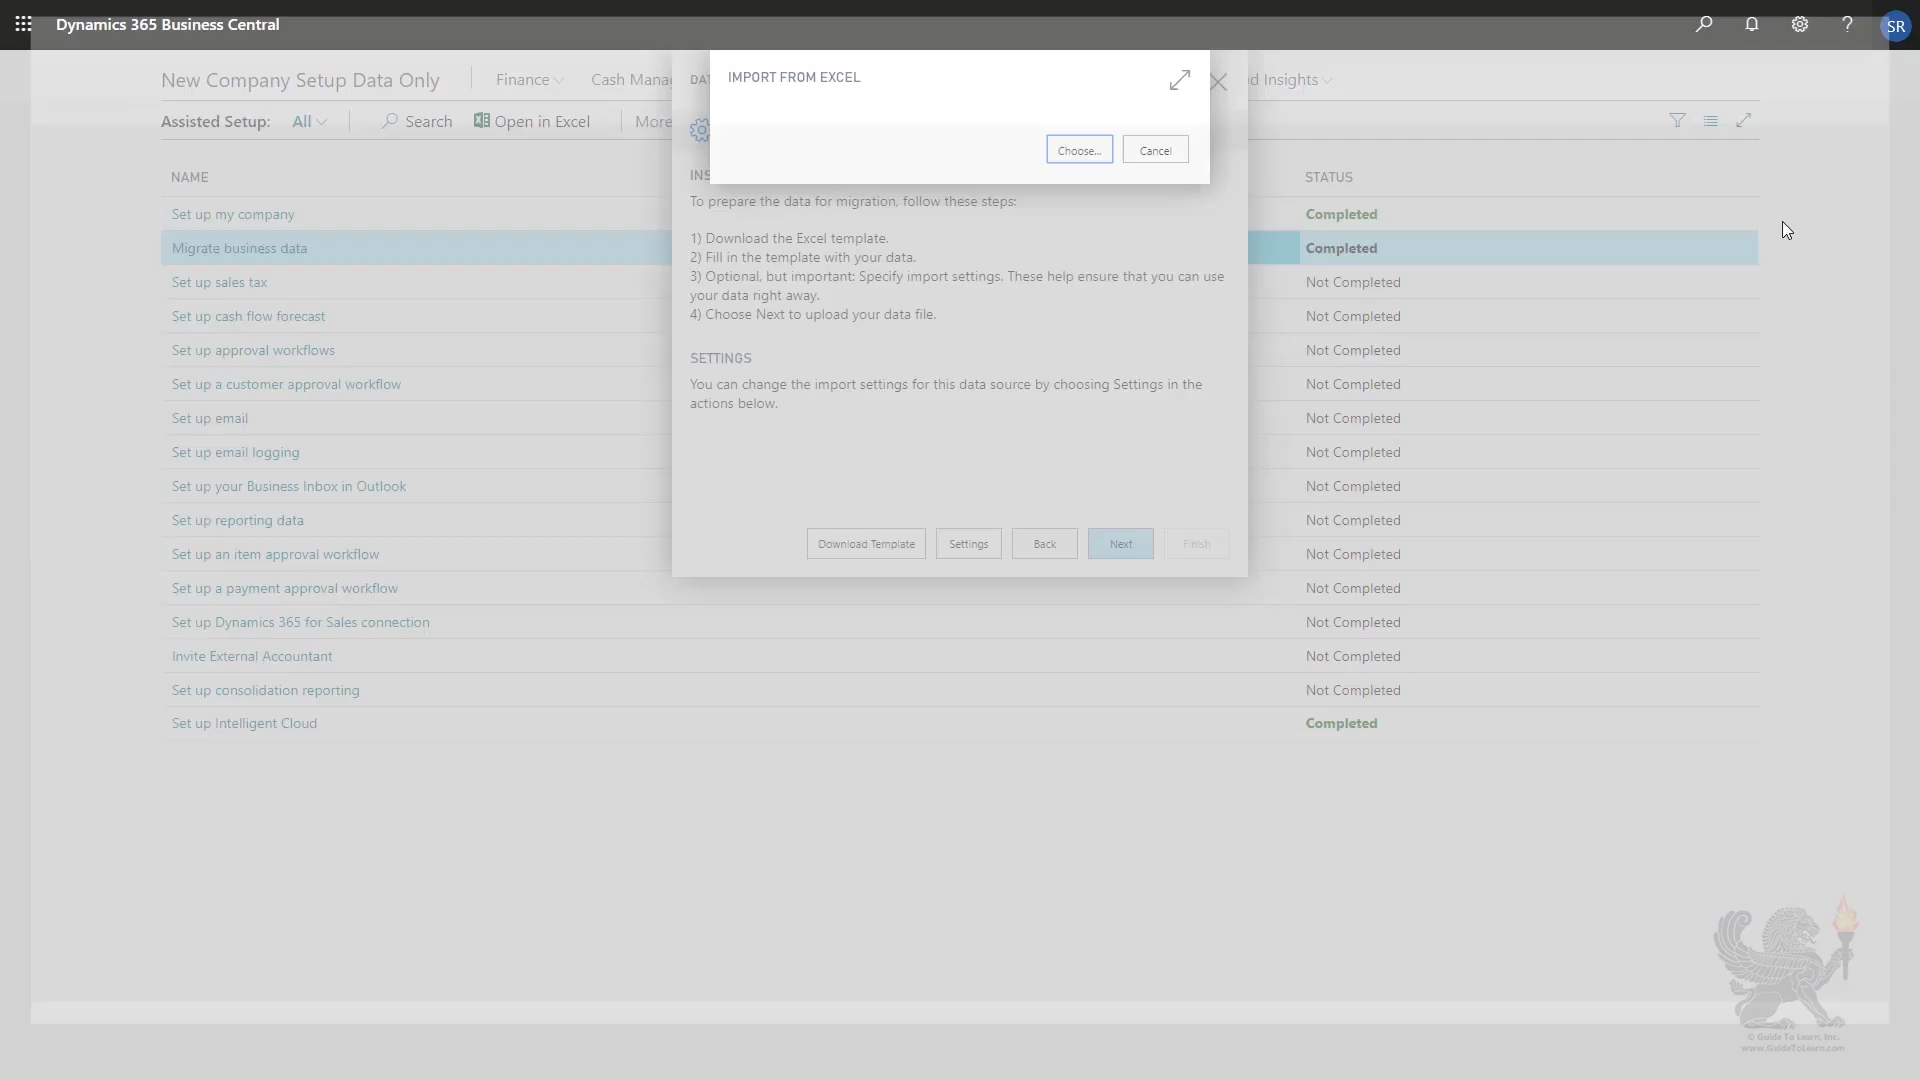 Dynamics 365 Business Central
SR
New Company Setup Data Only
Finance
Cash Mana
DAT
IMPORT FROM EXCEL
d Insights
Assisted Setup:
All
Search
Open in Excel
More
Choose...
Cancel
NAME
INS
STATUS
Set up my company
To prepare the data for migration, follow these steps:
Completed
Migrate business data
1) Download the Excel template.
Completed
2) Fill in the template with your data.
Set up sales tax
3) Optional, but important: Specify import settings. These help ensure that you can use
your data right away.
Not Completed
Set up cash flow forecast
4) Choose Next to upload your data file.
Not Completed
Set up approval workflows
SETTINGS
Not Completed
Set up a customer approval workflow
You can change the import settings for this data source by choosing Settings in the
actions below.
Not Completed
Set up email
Not Completed
Set up email logging
Not Completed
Set up your Business Inbox in Outlook
Not Completed
Set up reporting data
Not Completed
Set up an item approval workflow
Download Template
Settings
Back
Next
Finish
Not Completed
Set up a payment approval workflow
Not Completed
Set up Dynamics 365 for Sales connection
Not Completed
Invite External Accountant
Not Completed
Set up consolidation reporting
Not Completed
Set up Intelligent Cloud
Completed
© Guide To Learn, Inc.
www.GuideToLearn.com